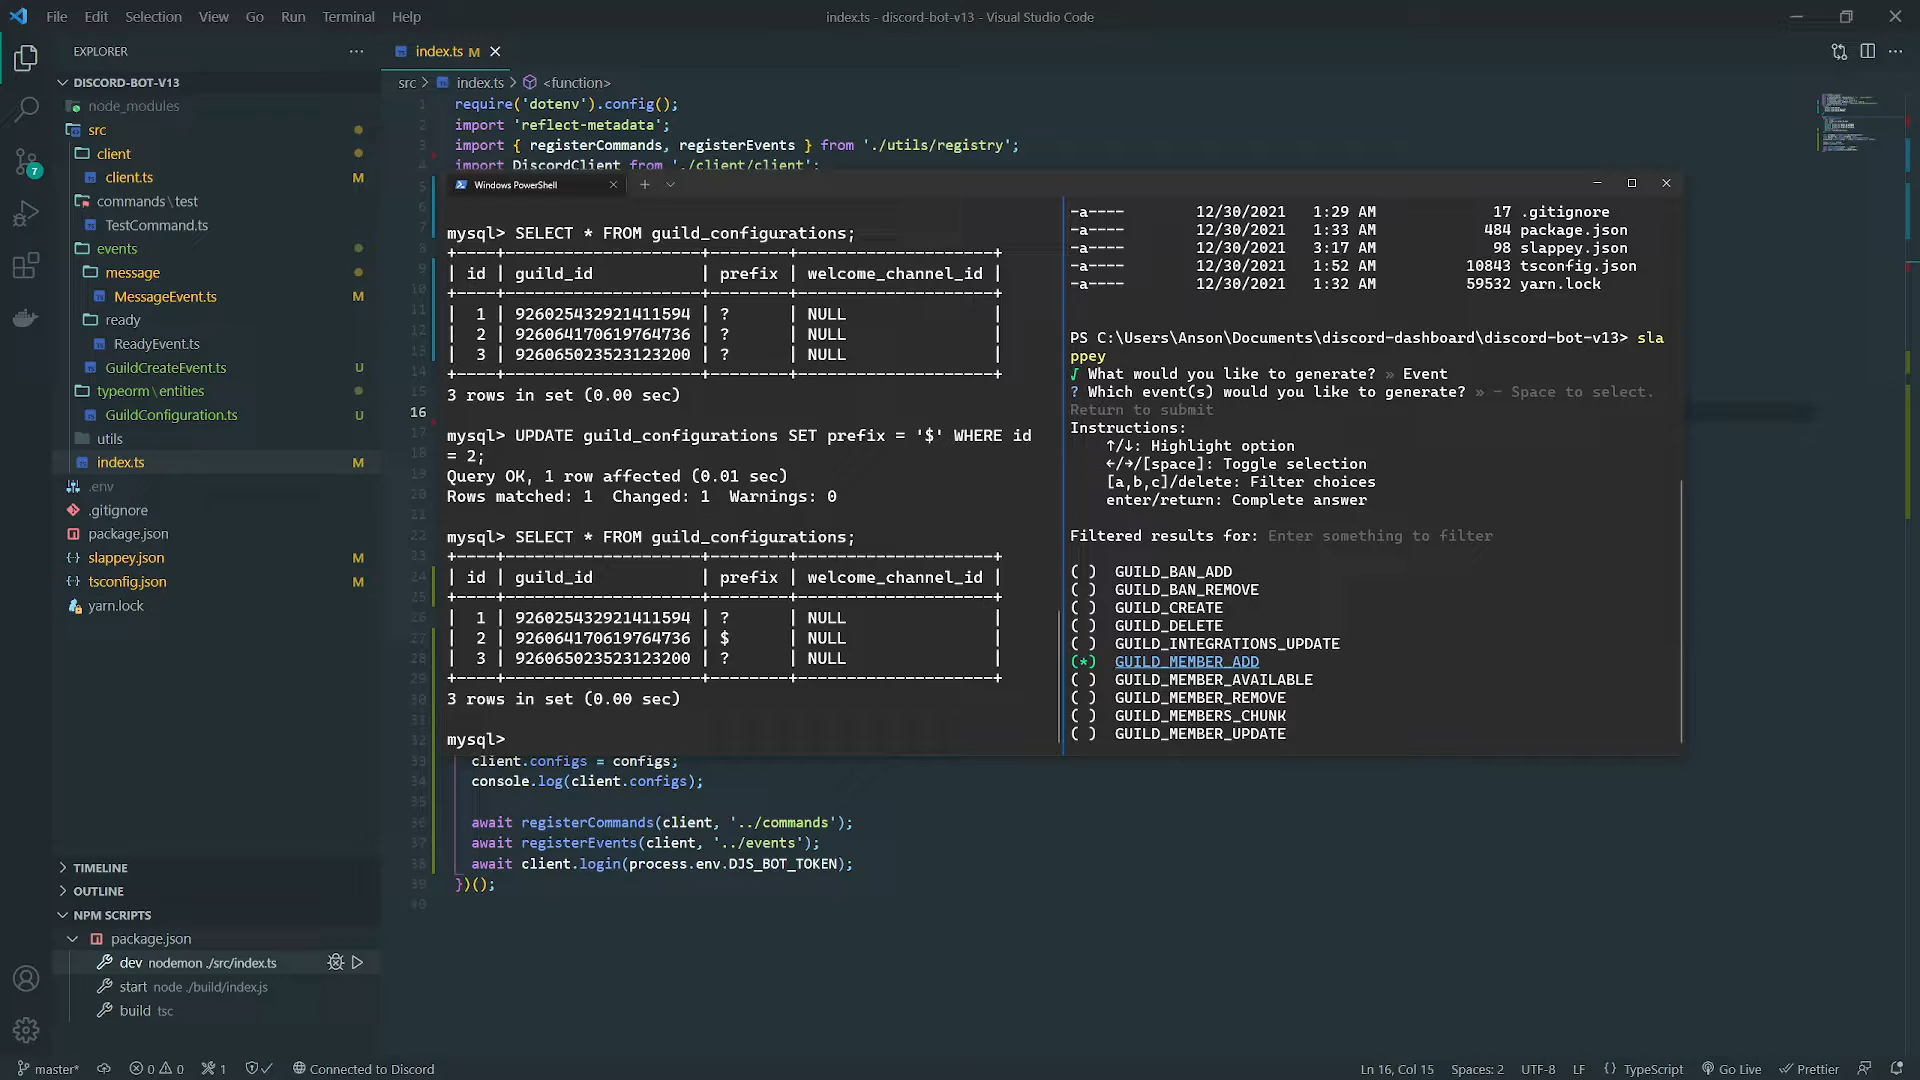 File Edit Selection View Go Run Terminal Help
index.ts - discord-bot-v13 - Visual Studio Code
EXPLORER
DISCORD-BOT-V13
node_modules
src
client
client.ts M
commands\test
TestCommand.ts
events
message
MessageEvent.ts M
ready
ReadyEvent.ts
GuildCreateEvent.ts U
typeorm\entities
GuildConfiguration.ts U
utils
index.ts M
.env
.gitignore
package.json
slappey.json M
tsconfig.json M
yarn.lock
7
TIMELINE
OUTLINE
NPM SCRIPTS
package.json
dev nodemon ./src/index.ts
start node ./build/index.js
build tsc
index.ts M
src > index.ts > <function>
1 require('dotenv').config();
2 import 'reflect-metadata';
3 import { registerCommands, registerEvents } from './utils/registry';
4 import DiscordClient from './client/client';
Windows PowerShell
mysql> SELECT * FROM guild_configurations;
+----+--------------------+--------+--------------------+
| id | guild_id | prefix | welcome_channel_id |
+----+--------------------+--------+--------------------+
| 1 | 926025432921411594 | ? | NULL |
| 2 | 926064170619764736 | ? | NULL |
| 3 | 926065023523123200 | ? | NULL |
+----+--------------------+--------+--------------------+
3 rows in set (0.00 sec)
mysql> UPDATE guild_configurations SET prefix = '$' WHERE id
= 2;
Query OK, 1 row affected (0.01 sec)
Rows matched: 1 Changed: 1 Warnings: 0
mysql> SELECT * FROM guild_configurations;
+----+--------------------+--------+--------------------+
| id | guild_id | prefix | welcome_channel_id |
+----+--------------------+--------+--------------------+
| 1 | 926025432921411594 | ? | NULL |
| 2 | 926064170619764736 | $ | NULL |
| 3 | 926065023523123200 | ? | NULL |
+----+--------------------+--------+--------------------+
3 rows in set (0.00 sec)
mysql>
-a---- 12/30/2021 1:29 AM 17 .gitignore
-a---- 12/30/2021 1:33 AM 484 package.json
-a---- 12/30/2021 3:17 AM 98 slappey.json
-a---- 12/30/2021 1:52 AM 10843 tsconfig.json
-a---- 12/30/2021 1:32 AM 59532 yarn.lock
PS C:\Users\Anson\Documents\discord-dashboard\discord-bot-v13> sla
ppey
√ What would you like to generate? » Event
? Which event(s) would you like to generate? » - Space to select.
Return to submit
Instructions:
↑/↓: Highlight option
←/→/[space]: Toggle selection
[a,b,c]/delete: Filter choices
enter/return: Complete answer
Filtered results for: Enter something to filter
( ) GUILD_BAN_ADD
( ) GUILD_BAN_REMOVE
( ) GUILD_CREATE
( ) GUILD_DELETE
( ) GUILD_INTEGRATIONS_UPDATE
(*) GUILD_MEMBER_ADD
( ) GUILD_MEMBER_AVAILABLE
( ) GUILD_MEMBER_REMOVE
( ) GUILD_MEMBERS_CHUNK
( ) GUILD_MEMBER_UPDATE
33 client.configs = configs;
34 console.log(client.configs);
35
36 await registerCommands(client, '../commands');
37 await registerEvents(client, '../events');
38 await client.login(process.env.DJS_BOT_TOKEN);
39 })();
40
master* 0 0 1 Connected to Discord
Ln 16, Col 15 Spaces: 2 UTF-8 LF TypeScript Go Live Prettier